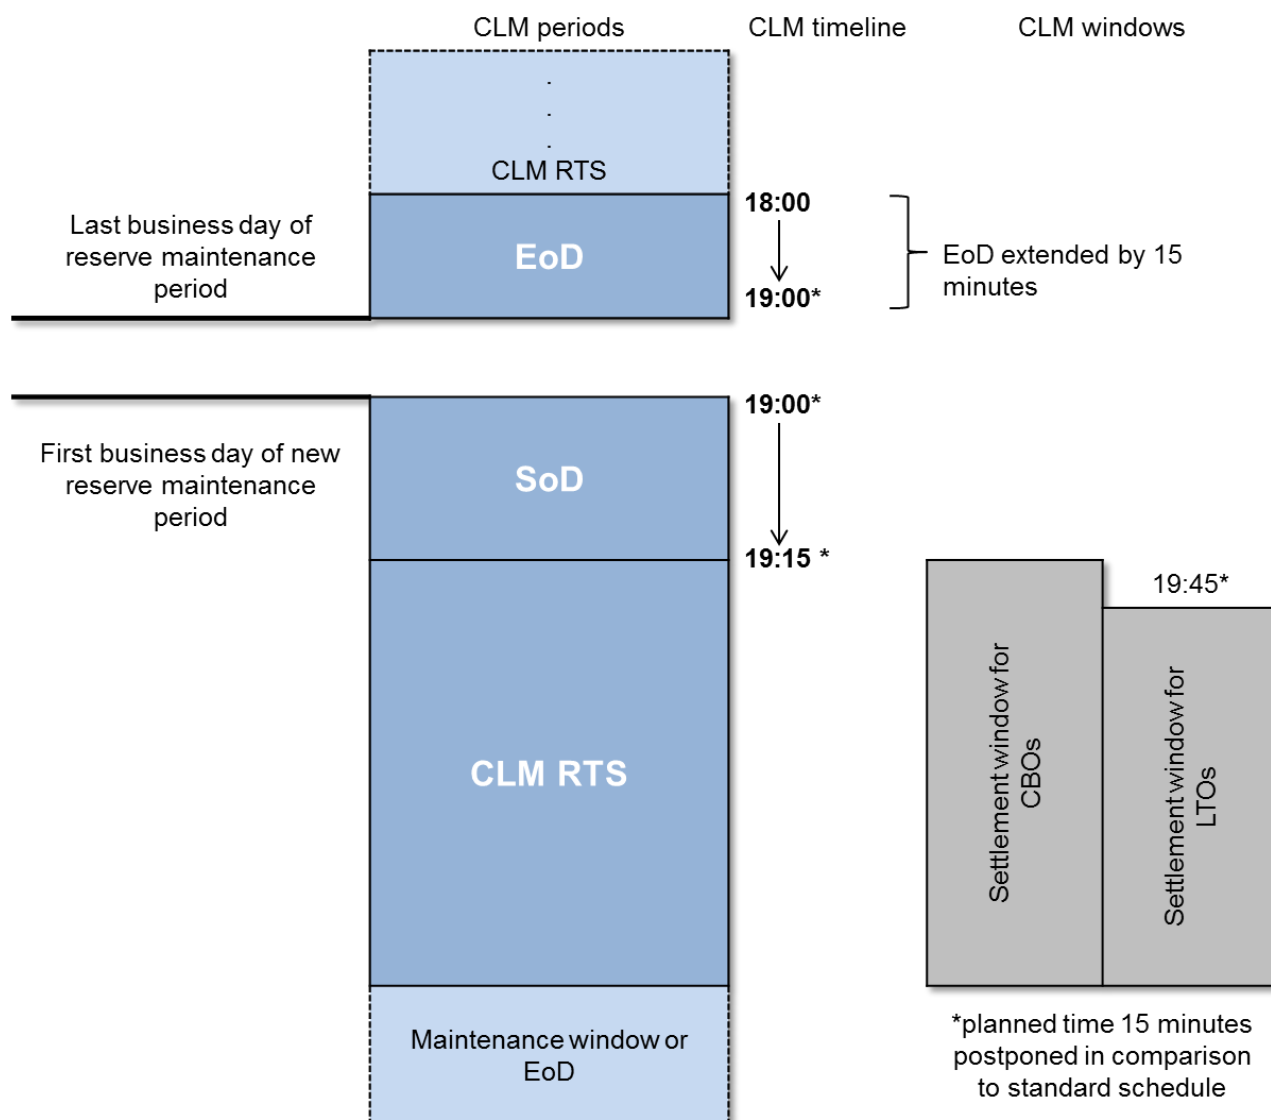 CLM periods
CLM timeline
CLM windows
.
.
.
CLM RTS
Last business day of
reserve maintenance
period
EoD
18:00
19:00*
EoD extended by 15
minutes
First business day of new
reserve maintenance
period
SoD
19:00*
19:15 *
19:45*
CLM RTS
Settlement window for
CBOs
Settlement window for
LTOs
Maintenance window or
EoD
*planned time 15 minutes
postponed in comparison
to standard schedule